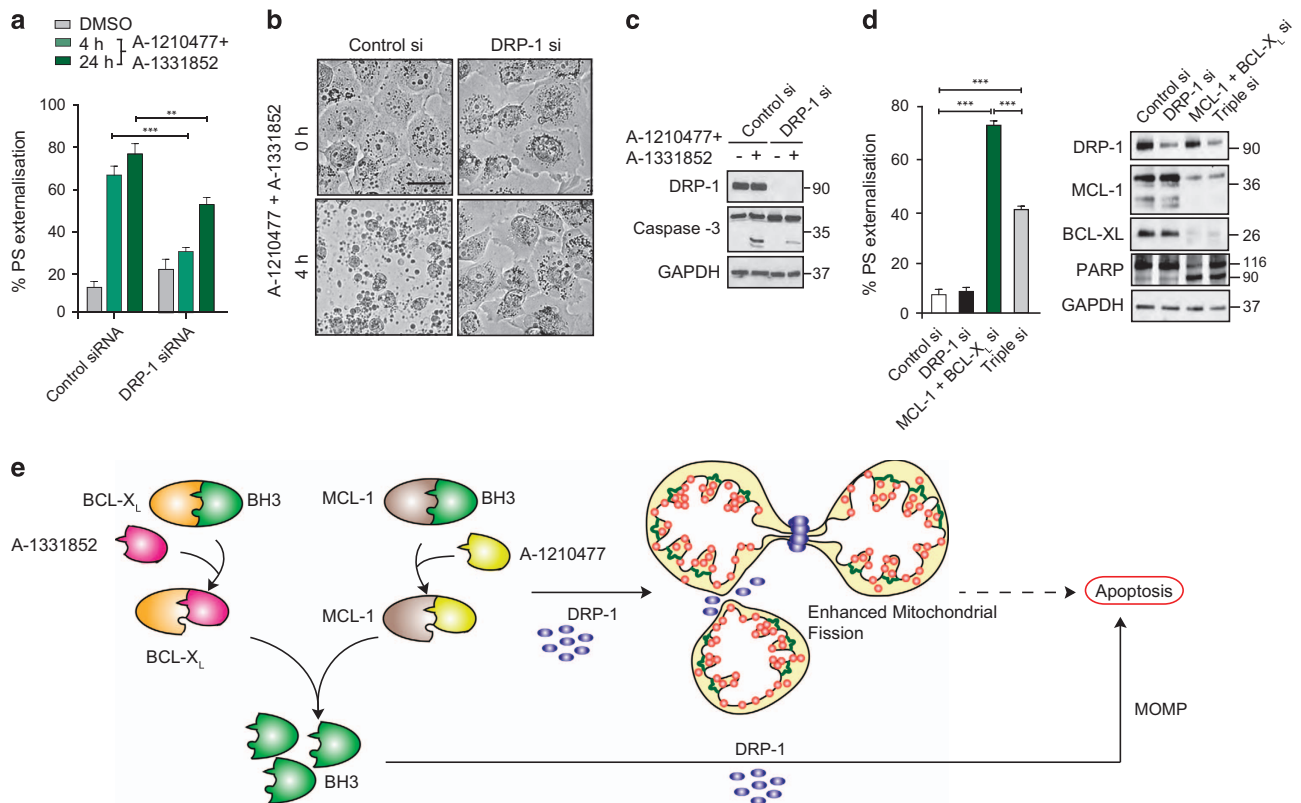 a
DMSO
4 h
24 h
A-1210477+
A-1331852
% PS externalisation
100
80
60
40
20
0
**
***
Control siRNA
DRP-1 siRNA
b
Control si
DRP-1 si
A-1210477 + A-1331852
0 h
4 h
c
Control si
DRP-1 si
A-1210477+
A-1331852
- + - +
DRP-1
90
Caspase -3
35
GAPDH
37
d
% PS externalisation
80
60
40
20
0
***
*** ***
Control si
DRP-1 si
MCL-1 + BCL-XL si
Triple si
Control si
DRP-1 si
MCL-1 + BCL-XL si
Triple si
DRP-1
90
MCL-1
36
BCL-XL
26
PARP
116
90
GAPDH
37
e
BCL-XL
BH3
A-1331852
BCL-XL
MCL-1
BH3
A-1210477
MCL-1
BH3
DRP-1
Enhanced Mitochondrial
Fission
Apoptosis
MOMP
DRP-1